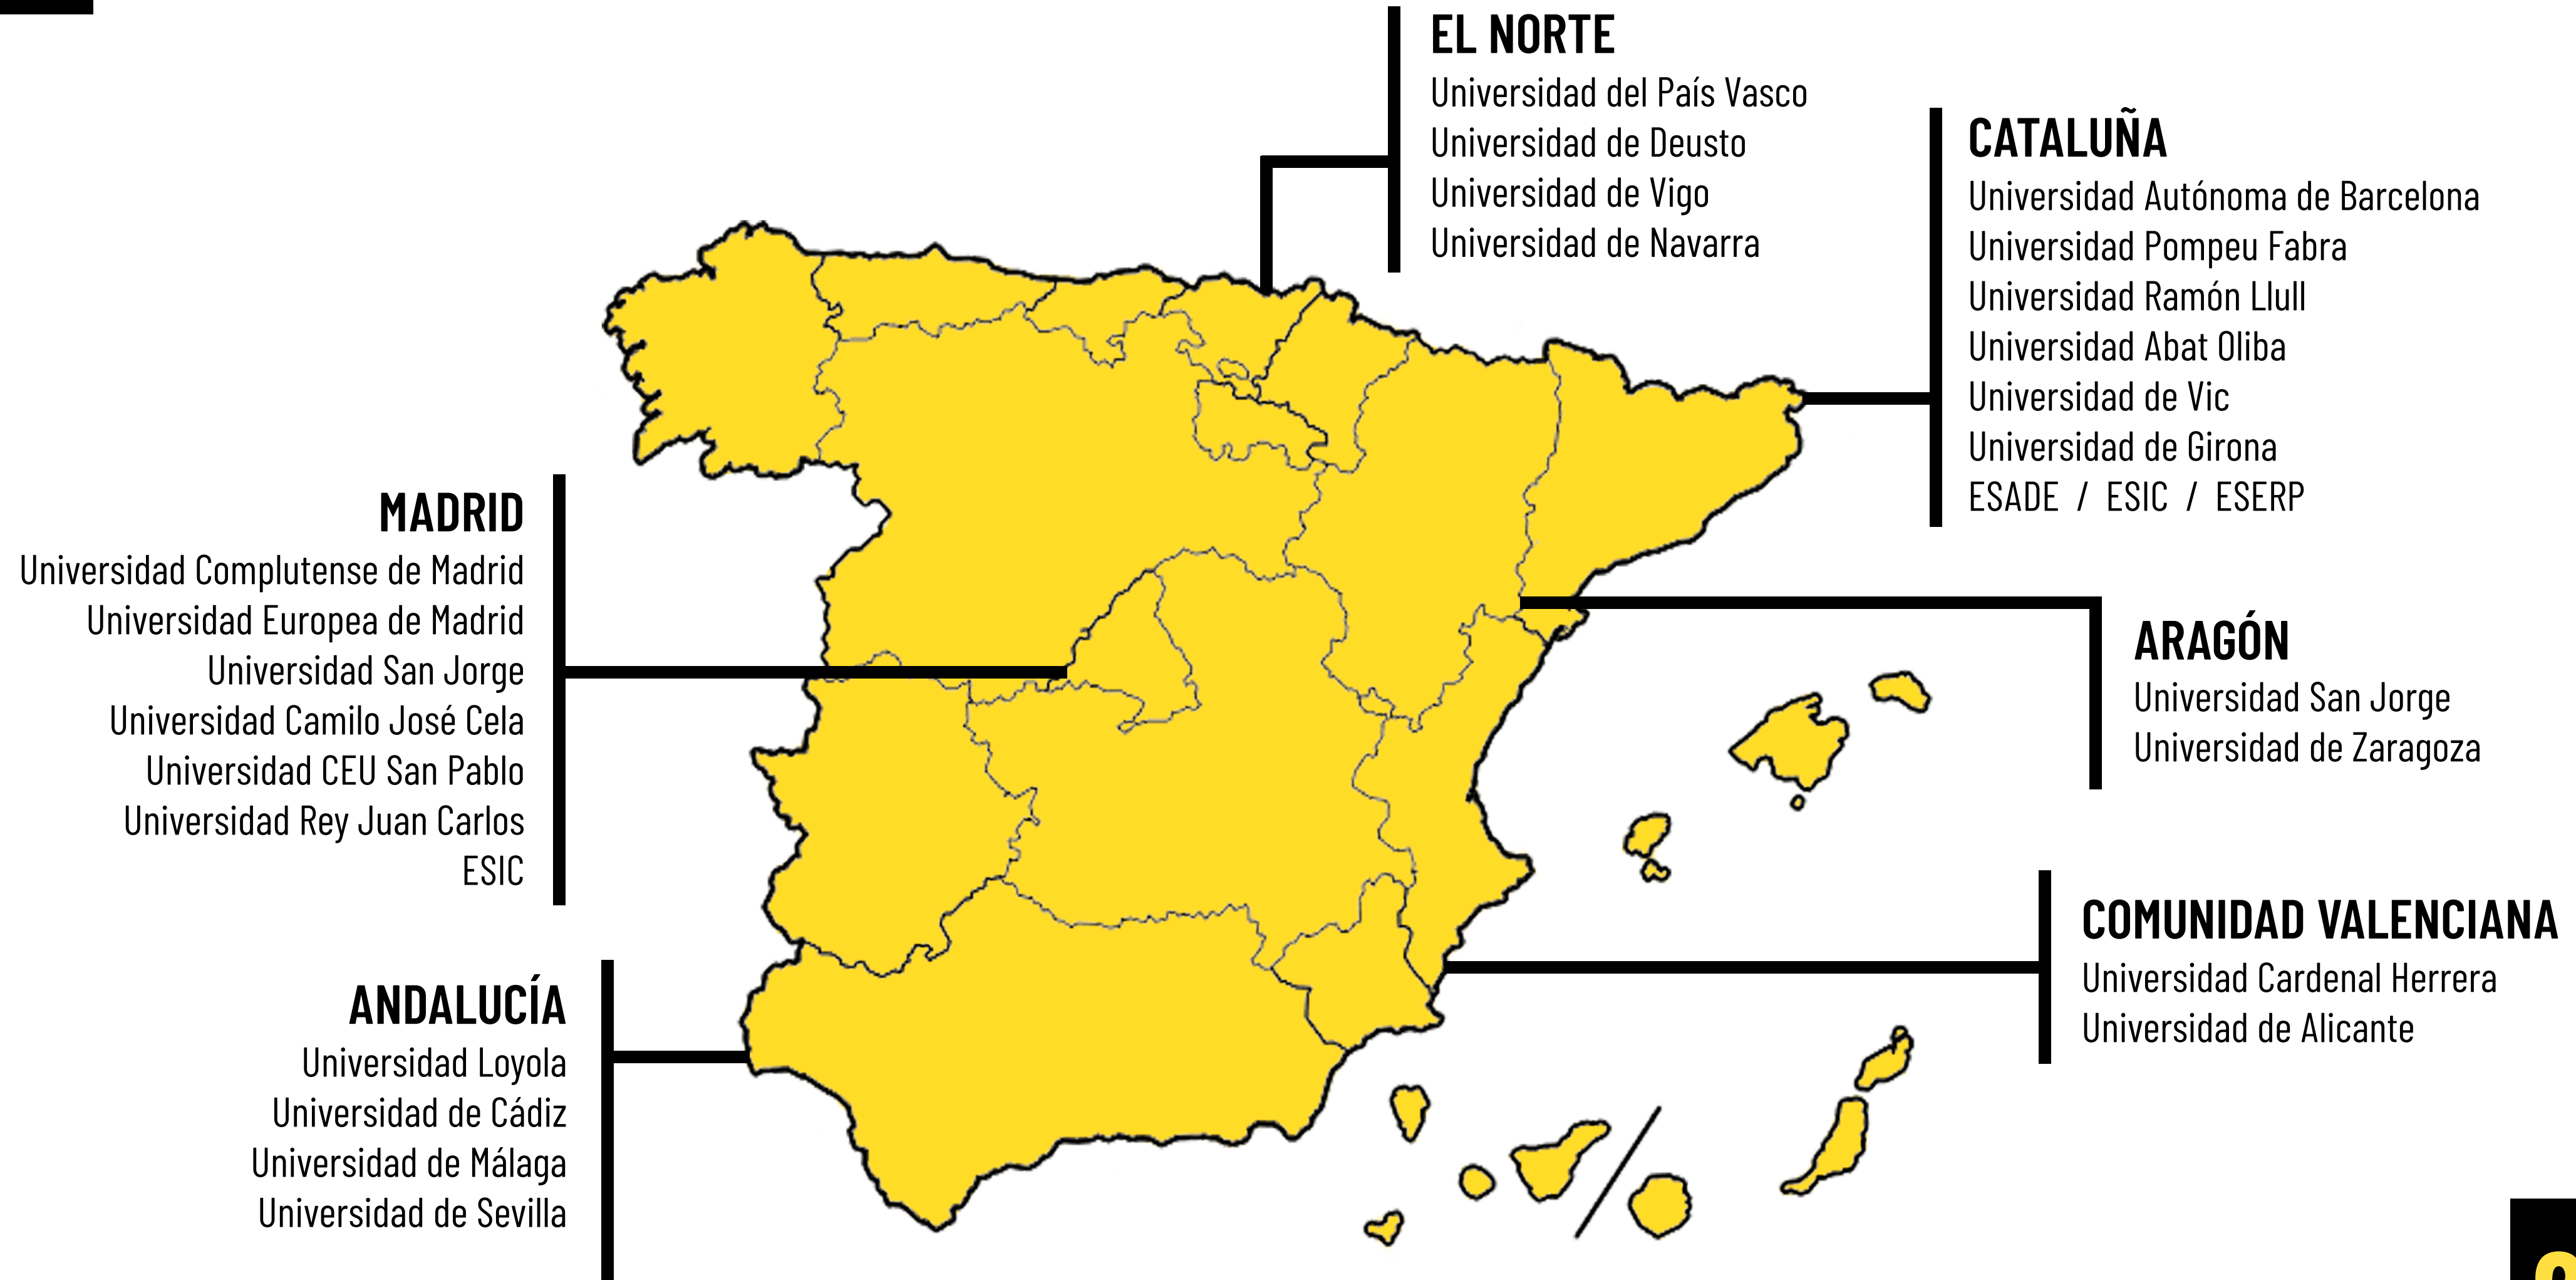 EL NORTE
Universidad del País Vasco
Universidad de Deusto
Universidad de Vigo
Universidad de Navarra
CATALUÑA
Universidad Autónoma de Barcelona
Universidad Pompeu Fabra
Universidad Ramón Llull
Universidad Abat Oliba
Universidad de Vic
Universidad de Girona
ESADE / ESIC / ESERP
MADRID
Universidad Complutense de Madrid
Universidad Europea de Madrid
Universidad San Jorge
Universidad Camilo José Cela
Universidad CEU San Pablo
Universidad Rey Juan Carlos
ESIC
ARAGÓN
Universidad San Jorge
Universidad de Zaragoza
COMUNIDAD VALENCIANA
Universidad Cardenal Herrera
Universidad de Alicante
ANDALUCÍA
Universidad Loyola
Universidad de Cádiz
Universidad de Málaga
Universidad de Sevilla